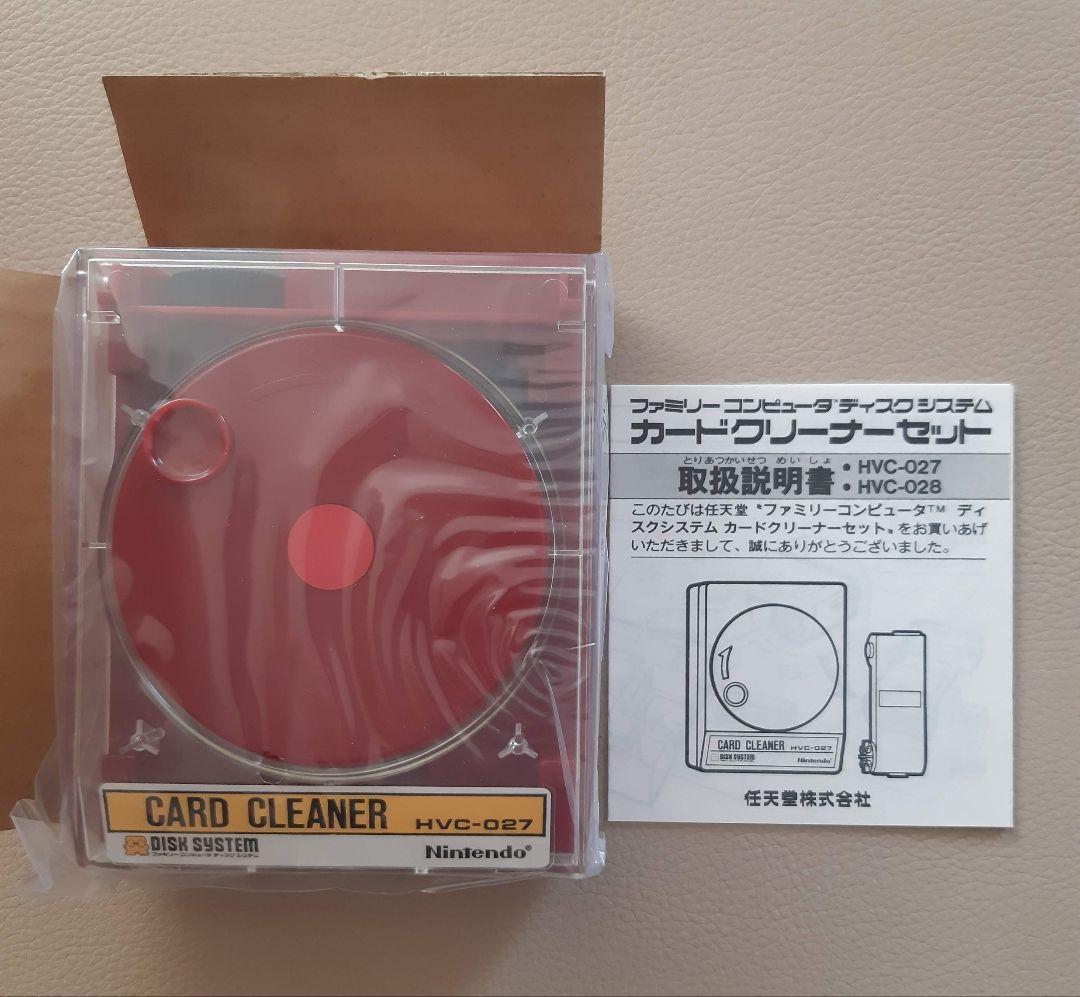 CARD CLEANER HVC-027
DISK SYSTEM
ファミリー コンピュータ ディスク システム
Nintendo®
ファミリー コンピュータ™ ディスク システム
カードクリーナーセット
とりあつかいせつ めい しょ
取扱説明書
・HVC-027
・HVC-028
このたびは任天堂〝ファミリーコンピュータTM ディ
スクシステム カードクリーナーセット〟をお買いあげ
いただきまして、誠にありがとうございました。
CARD CLEANER HVC-027
DISK SYSTEM
Nintendo®
任天堂株式会社